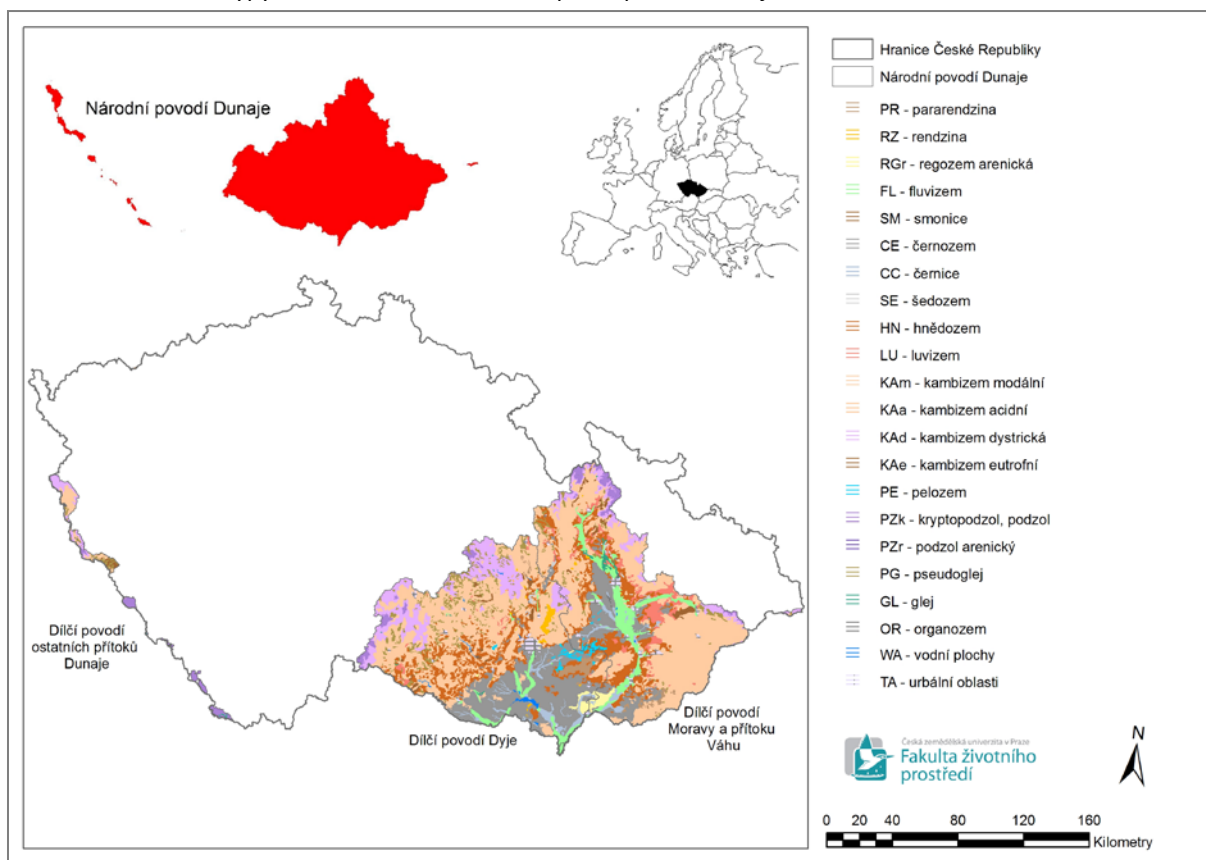 Národní povodí Dunaje
Dílčí povodí
ostatních přítoků
Dunaje
Dílčí povodí Dyje
Dílčí povodí
Moravy a přítoku
Váhu
Hranice České Republiky
Národní povodí Dunaje
PR - pararendzina
RZ - rendzina
RGr - regozem arenická
FL - fluvizem
SM - smonice
CE - černozem
CC - černice
SE - šedozem
HN - hnědozem
LU - luvizem
KAm - kambizem modální
KAa - kambizem acidní
KAd - kambizem dystrická
KAe - kambizem eutrofní
PE - pelozem
PZk - kryptopodzol, podzol
PZr - podzol arenický
PG - pseudoglej
GL - glej
OR - organozem
WA - vodní plochy
TA - urbální oblasti
Česká zemědělská univerzita v Praze
Fakulta životního
prostředí
N
0 20 40 80 120 160
Kilometry